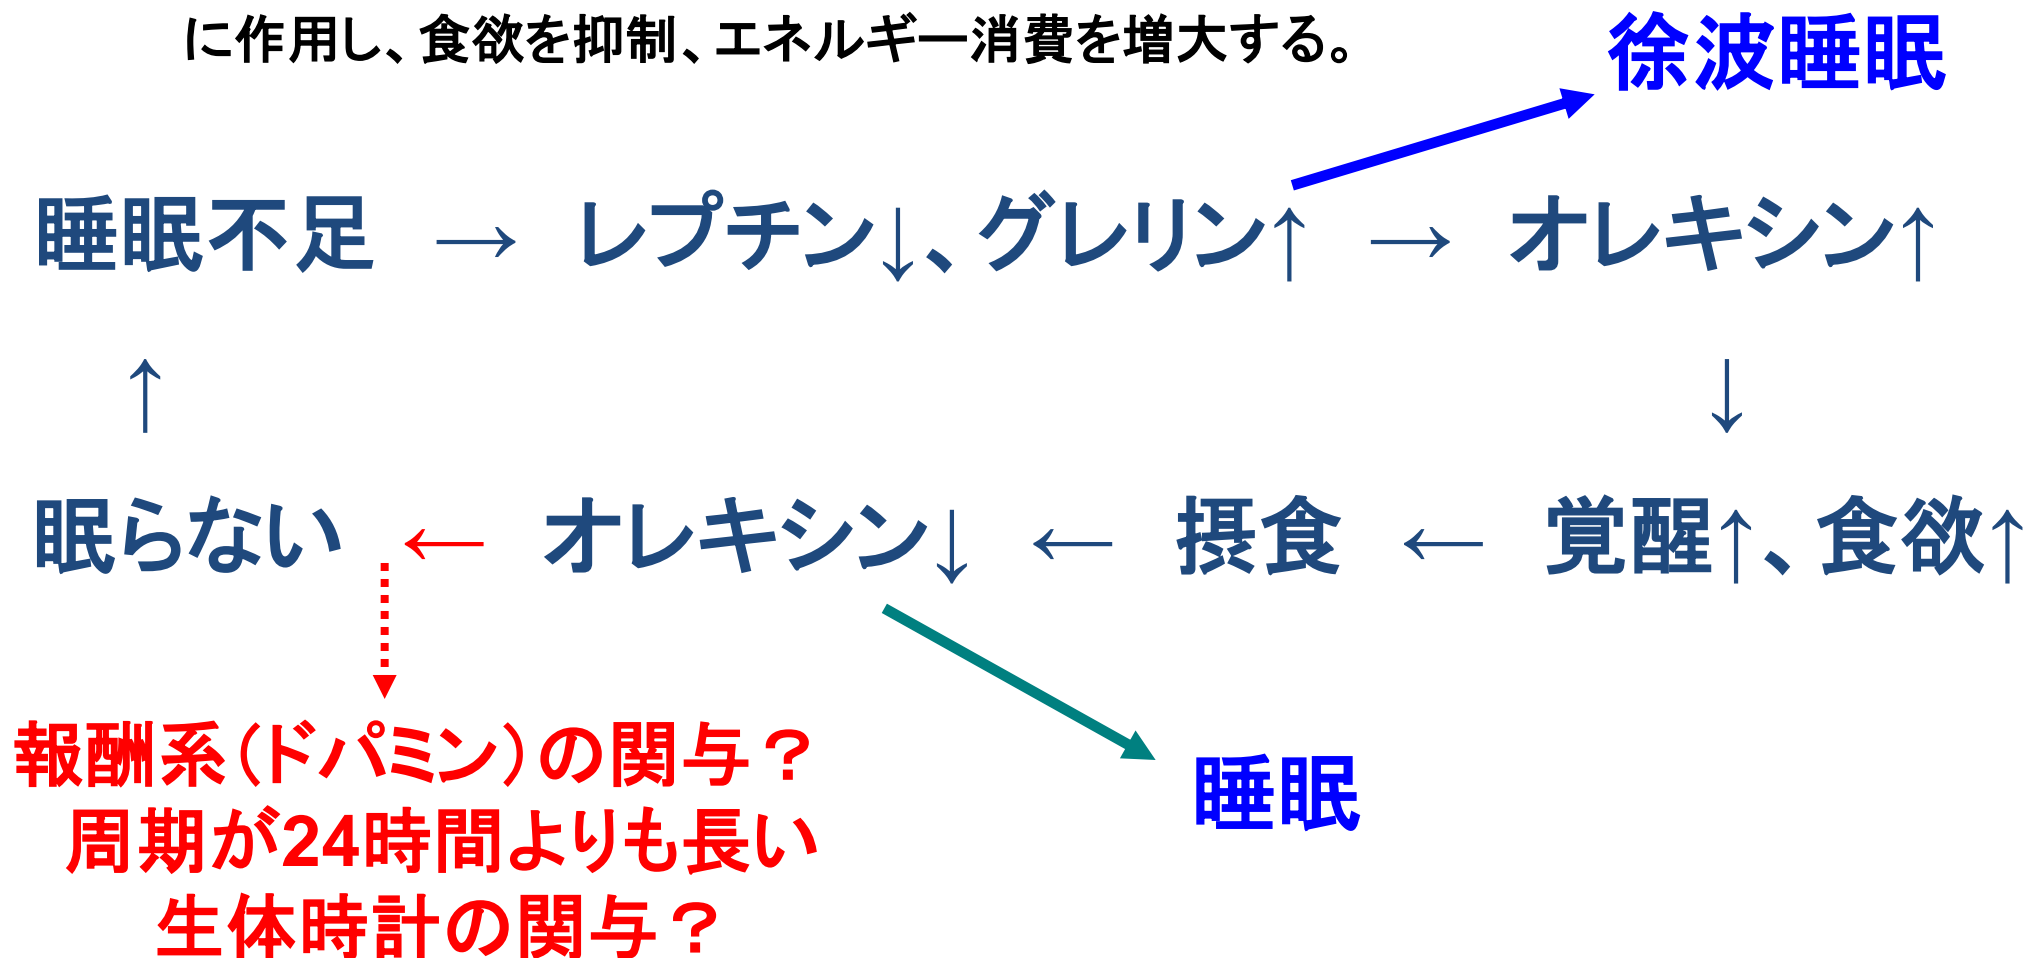 に作用し、食欲を抑制、エネルギー消費を増大する。
徐波睡眠
睡眠不足 → レプチン↓、グレリン↑ → オレキシン↑
↑ ↓
眠らない ← オレキシン↓ ← 摂食 ← 覚醒↑、食欲↑
報酬系(ドパミン)の関与?
睡眠
周期が24時間よりも長い
生体時計の関与?